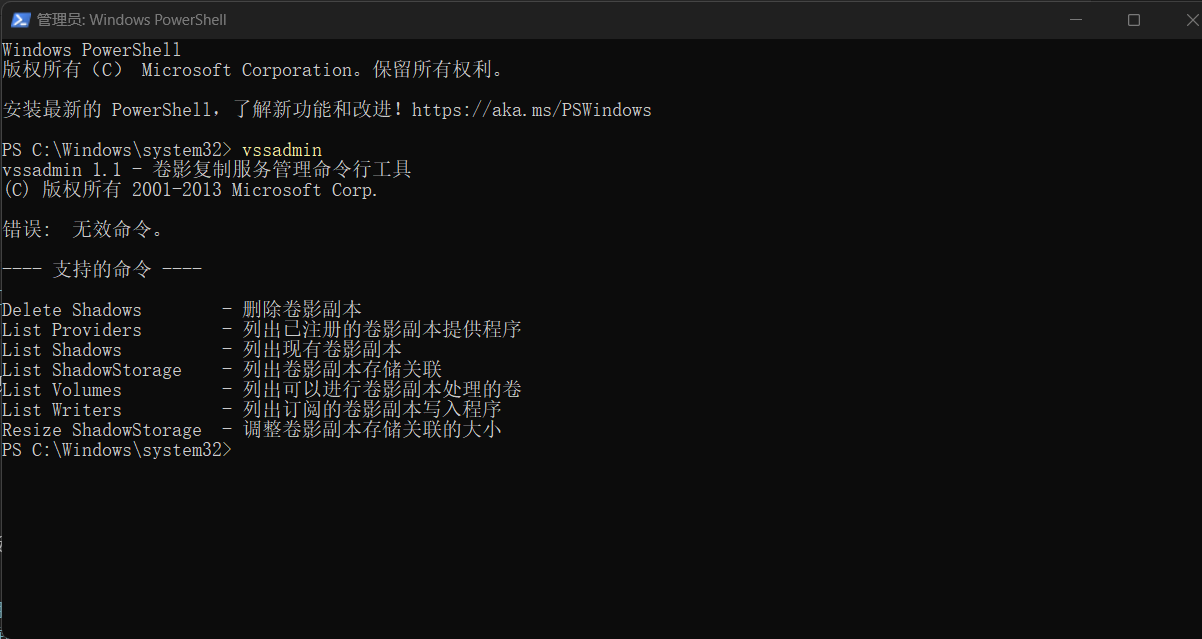 管理员: Windows PowerShell
Windows PowerShell
版权所有（C） Microsoft Corporation。保留所有权利。
安装最新的 PowerShell，了解新功能和改进！https://aka.ms/PSWindows
PS C:\Windows\system32> vssadmin
vssadmin 1.1 - 卷影复制服务管理命令行工具
(C) 版权所有 2001-2013 Microsoft Corp.
错误:  无效命令。
---- 支持的命令 ----
Delete Shadows        - 删除卷影副本
List Providers        - 列出已注册的卷影副本提供程序
List Shadows          - 列出现有卷影副本
List ShadowStorage    - 列出卷影副本存储关联
List Volumes          - 列出可以进行卷影副本处理的卷
List Writers          - 列出订阅的卷影副本写入程序
Resize ShadowStorage  - 调整卷影副本存储关联的大小
PS C:\Windows\system32>